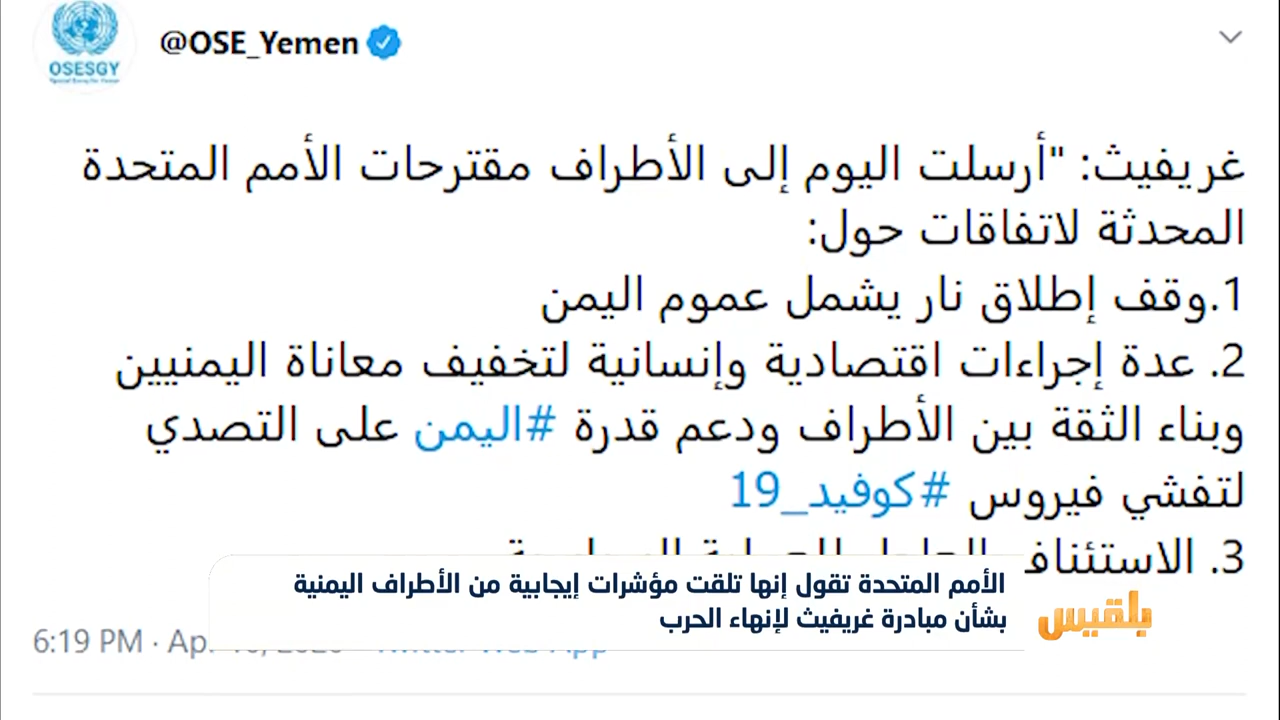 OSESGY
@OSE_Yemen
غريفيث: "أرسلت اليوم إلى الأطراف مقترحات الأمم المتحدة
المحدثة لاتفاقات حول:
1.وقف إطلاق نار يشمل عموم اليمن
2. عدة إجراءات اقتصادية وإنسانية لتخفيف معاناة اليمنيين
وبناء الثقة بين الأطراف ودعم قدرة #اليمن على التصدي
لتفشي فيروس #كوفيد_19
3. الاستئناف
الأمم المتحدة تقول إنها تلقت مؤشرات إيجابية من الأطراف اليمنية
بشأن مبادرة غريفيث لإنهاء الحرب
بلقيس
6:19 PM ·